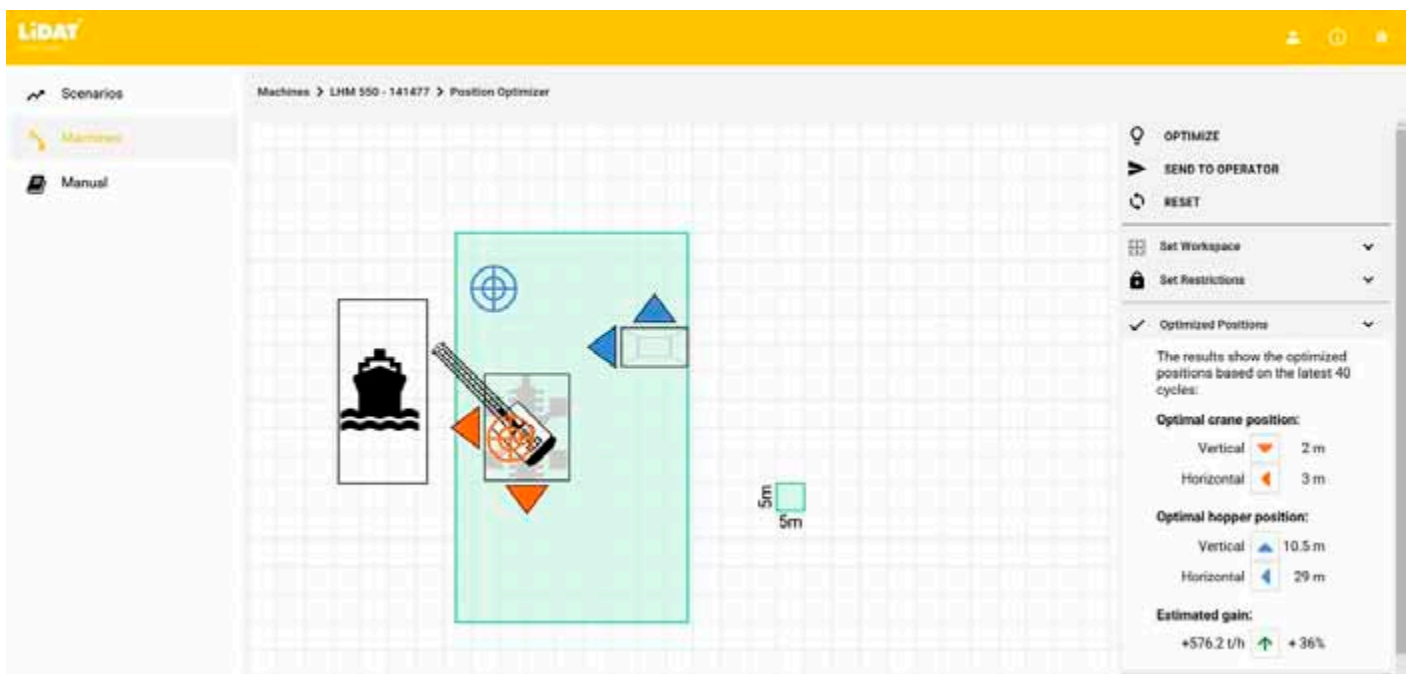 LiDAT
Scenarios
Machines > LHM 550 - 141477 > Position Optimizer
Machines
Manual
OPTIMIZE
SEND TO OPERATOR
RESET
Set Workspace
Set Restrictions
Optimized Positions
The results show the optimized
positions based on the latest 40
cycles:
Optimal crane position:
Vertical 2 m
Horizontal 3 m
Optimal hopper position:
Vertical 10.5 m
Horizontal 29 m
Estimated gain:
+576.2 t/h + 36%
5m
5m